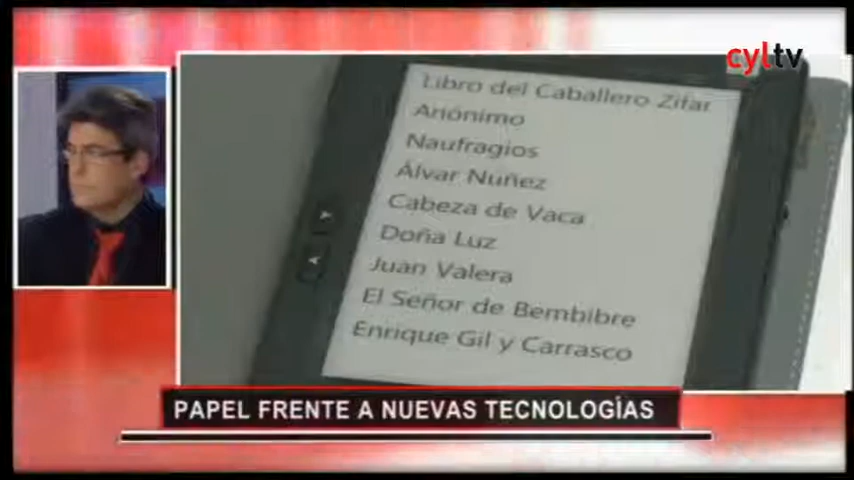 cyltv
Libro del Caballero Zifar
Anónimo
Naufragios
Álvar Nuñez
Cabeza de Vaca
Doña Luz
Juan Valera
El Señor de Bembibre
Enrique Gil y Carrasco
PAPEL FRENTE A NUEVAS TECNOLOGÍAS